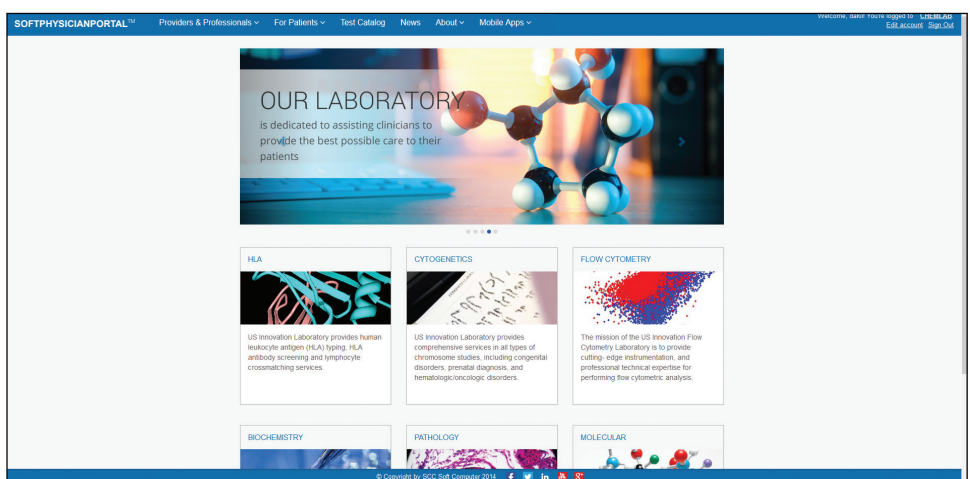 SOFTPHYSICIANPORTAL™ Providers & Professionals For Patients Test Catalog News About Mobile Apps
Welcome, dakif! You're logged to CHEMLAB
Edit account Sign Out
OUR LABORATORY
is dedicated to assisting clinicians to
provide the best possible care to their
patients
HLA
US Innovation Laboratory provides human
leukocyte antigen (HLA) typing, HLA
antibody screening and lymphocyte
crossmatching services.
CYTOGENETICS
US Innovation Laboratory provides
comprehensive services in all types of
chromosome studies, including congenital
disorders, prenatal diagnosis, and
hematologic/oncologic disorders.
FLOW CYTOMETRY
The mission of the US Innovation Flow
Cytometry Laboratory is to provide
cutting- edge instrumentation, and
professional technical expertise for
performing flow cytometric analysis.
BIOCHEMISTRY
PATHOLOGY
MOLECULAR
© Copyright by SCC Soft Computer 2014